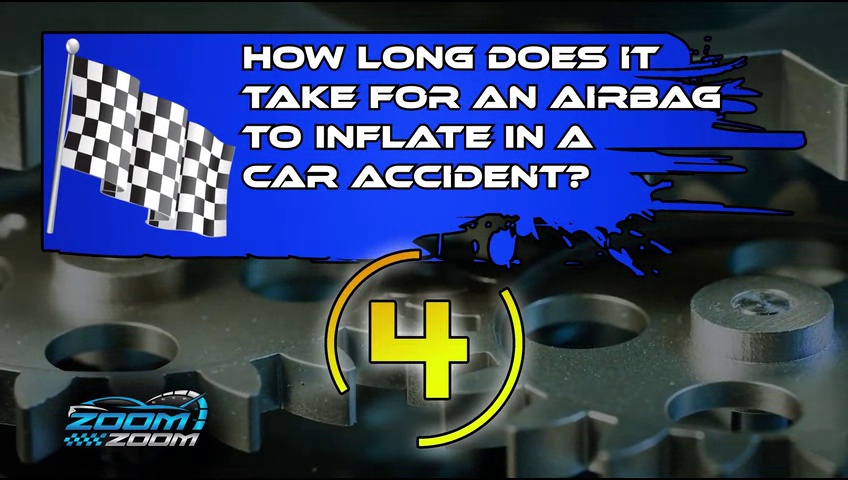 HOW LONG DOES IT
TAKE FOR AN AIRBAG
TO INFLATE IN A
CAR ACCIDENT?
4
ZOOM
ZOOM